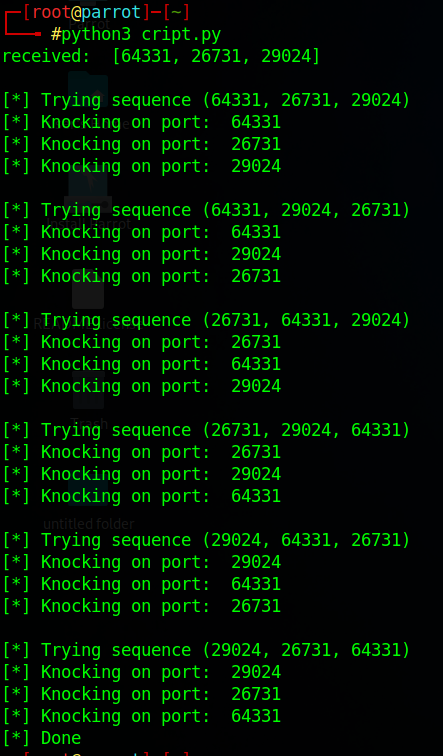 ┌─[root@parrot]─[~]
└──╼ #python3 cript.py
received:  [64331, 26731, 29024]

[*] Trying sequence (64331, 26731, 29024)
[*] Knocking on port:  64331
[*] Knocking on port:  26731
[*] Knocking on port:  29024

[*] Trying sequence (64331, 29024, 26731)
[*] Knocking on port:  64331
[*] Knocking on port:  29024
[*] Knocking on port:  26731

[*] Trying sequence (26731, 64331, 29024)
[*] Knocking on port:  26731
[*] Knocking on port:  64331
[*] Knocking on port:  29024

[*] Trying sequence (26731, 29024, 64331)
[*] Knocking on port:  26731
[*] Knocking on port:  29024
[*] Knocking on port:  64331
untitled folder

[*] Trying sequence (29024, 64331, 26731)
[*] Knocking on port:  29024
[*] Knocking on port:  64331
[*] Knocking on port:  26731

[*] Trying sequence (29024, 26731, 64331)
[*] Knocking on port:  29024
[*] Knocking on port:  26731
[*] Knocking on port:  64331
[*] Done